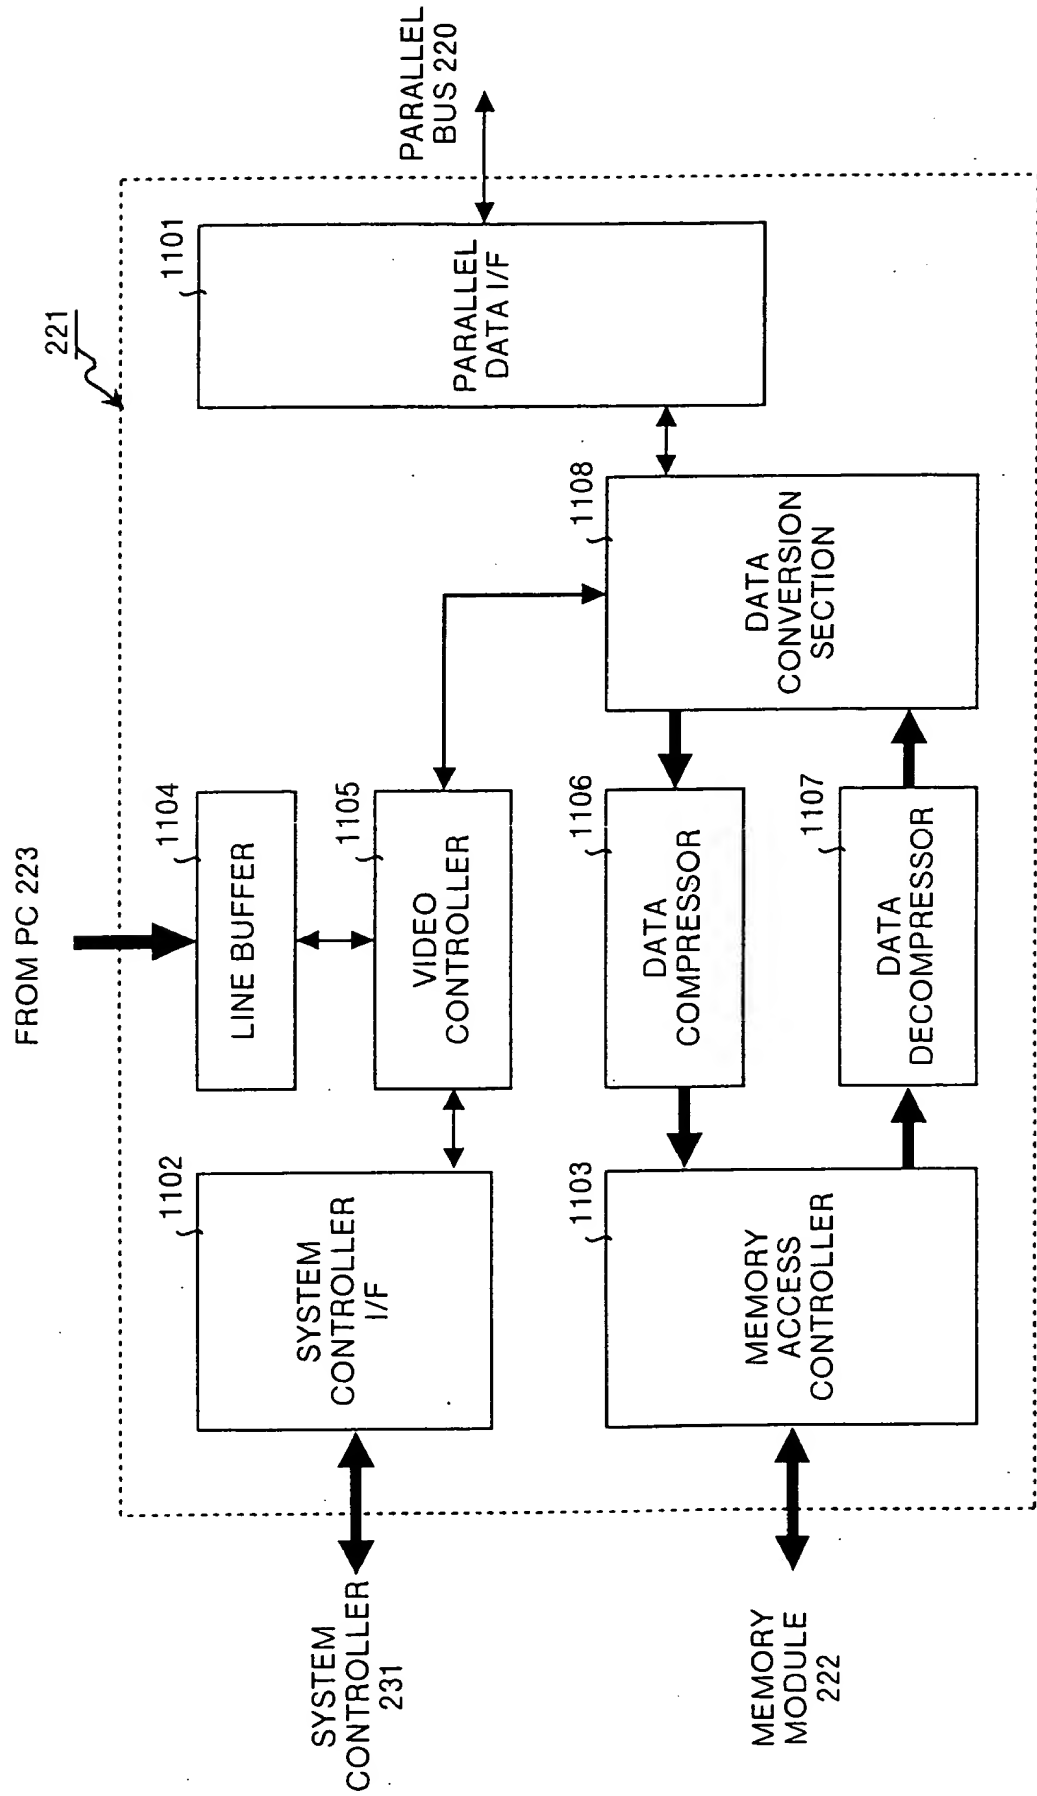 FROM PC 223
221
SYSTEM
CONTROLLER
231
1102
SYSTEM
CONTROLLER
I/F
1104
LINE BUFFER
1105
VIDEO
CONTROLLER
1101
PARALLEL
DATA I/F
PARALLEL
BUS 220
MEMORY
MODULE
222
1103
MEMORY
ACCESS
CONTROLLER
1106
DATA
COMPRESSOR
1107
DATA
DECOMPRESSOR
1108
DATA
CONVERSION
SECTION